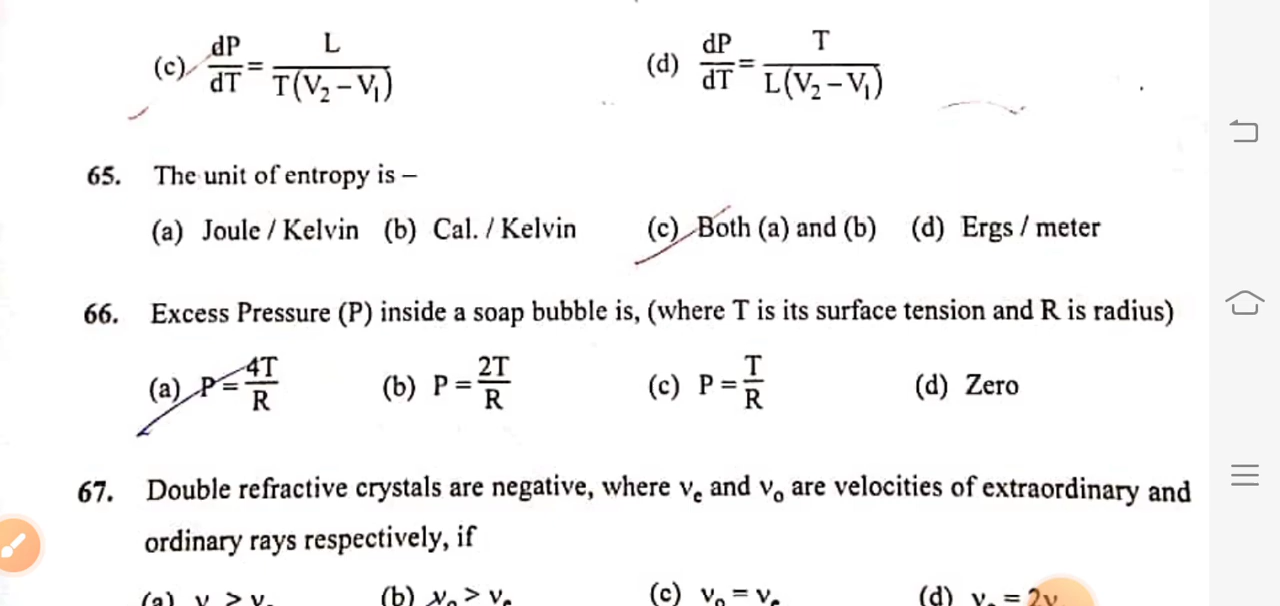 (c) dP/dT = L/T(V₂ – V₁) (d) dP/dT = T/L(V₂ – V₁)
65. The unit of entropy is –
(a) Joule / Kelvin (b) Cal. / Kelvin (c) Both (a) and (b) (d) Ergs / meter
66. Excess Pressure (P) inside a soap bubble is, (where T is its surface tension and R is radius)
(a) P = 4T/R (b) P = 2T/R (c) P = T/R (d) Zero
67. Double refractive crystals are negative, where vₑ and vₒ are velocities of extraordinary and
ordinary rays respectively, if
(a) (b) (c) vₒ = vₑ (d)